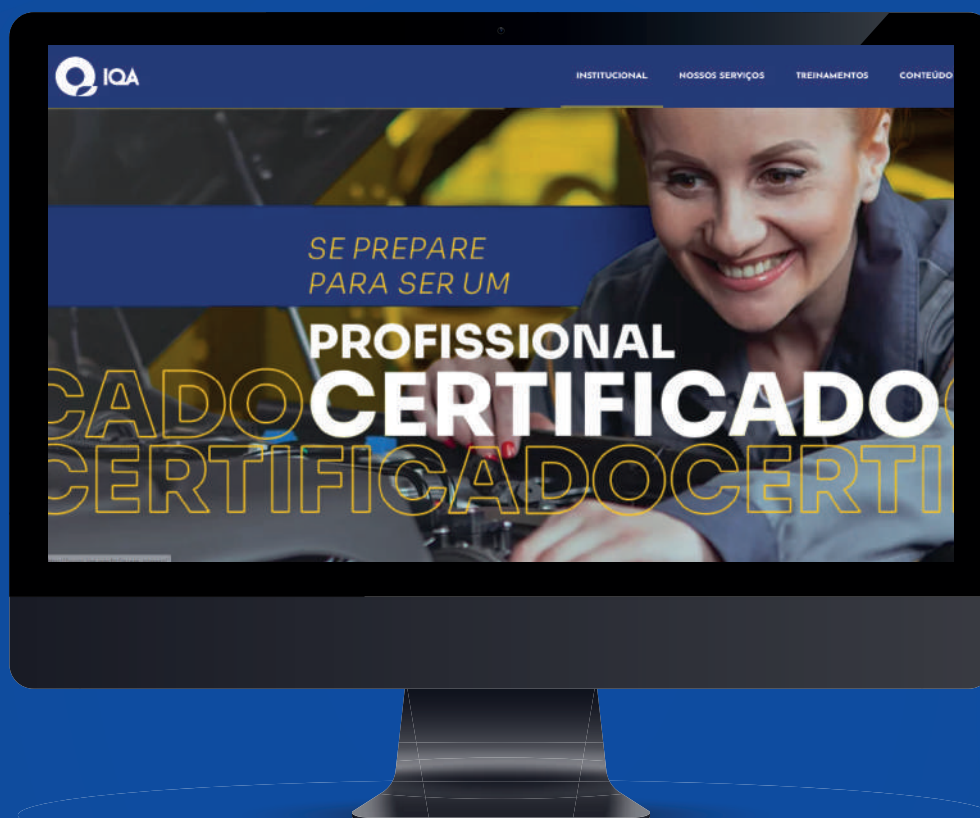 IQA
INSTITUCIONAL NOSSOS SERVIÇOS TREINAMENTOS CONTEÚDO
SE PREPARE
PARA SER UM
PROFISSIONAL
CADOCERTIFICADO
CERTIFICADOCERTI